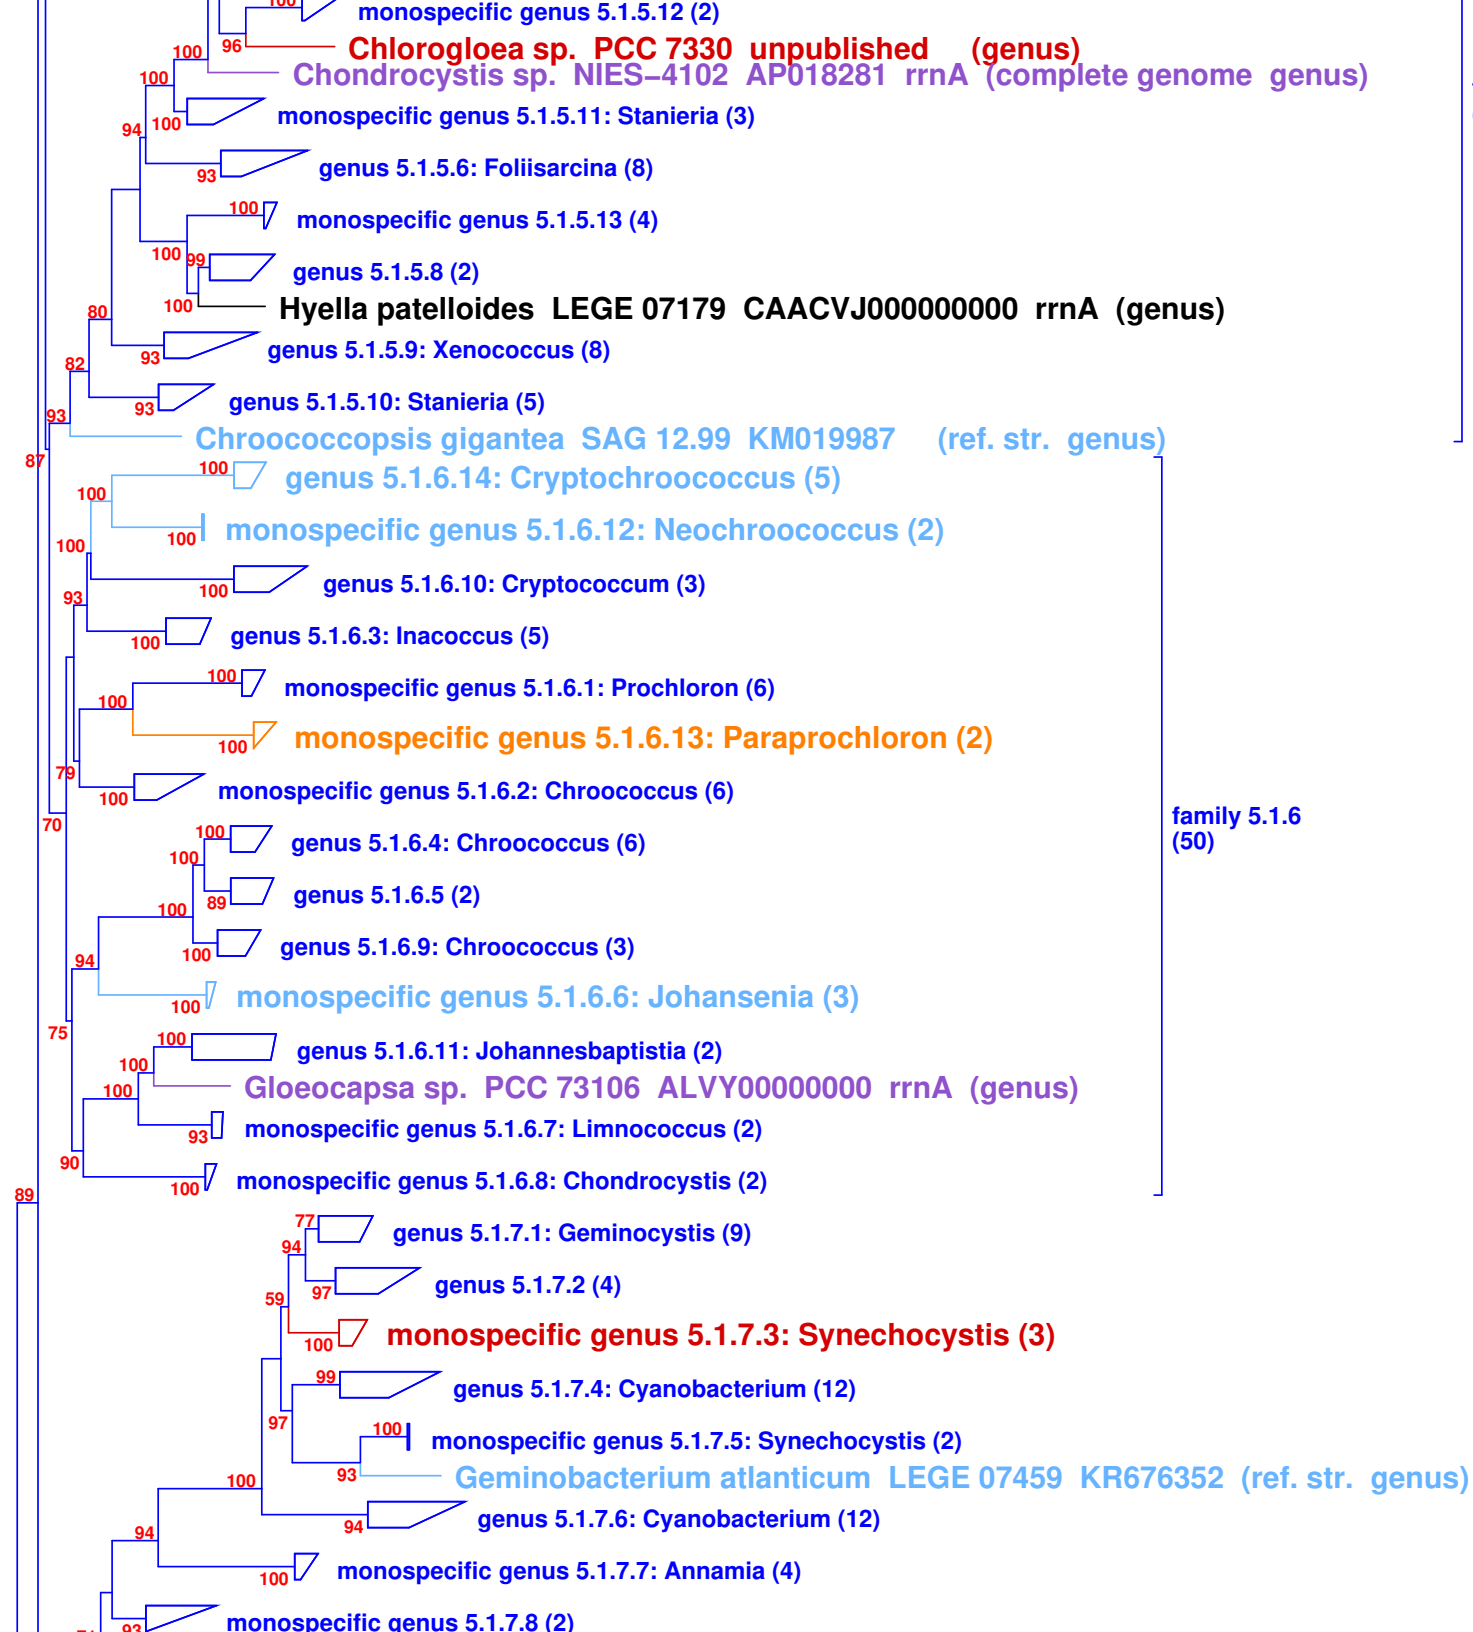 100
monospecific genus 5.1.5.12 (2)
96
Chlorogloea sp. PCC 7330 unpublished (genus)
100
Chondrocystis sp. NIES−4102 AP018281 rrnA (complete genome genus)
100
100
monospecific genus 5.1.5.11: Stanieria (3)
94
93
genus 5.1.5.6: Foliisarcina (8)
100
monospecific genus 5.1.5.13 (4)
100
99
genus 5.1.5.8 (2)
100
Hyella patelloides LEGE 07179 CAACVJ000000000 rrnA (genus)
80
93
genus 5.1.5.9: Xenococcus (8)
82
93
genus 5.1.5.10: Stanieria (5)
93
Chroococcopsis gigantea SAG 12.99 KM019987 (ref. str. genus)
87
100
genus 5.1.6.14: Cryptochroococcus (5)
100
100
monospecific genus 5.1.6.12: Neochroococcus (2)
100
100
genus 5.1.6.10: Cryptococcum (3)
93
100
genus 5.1.6.3: Inacoccus (5)
100
monospecific genus 5.1.6.1: Prochloron (6)
100
100
monospecific genus 5.1.6.13: Paraprochloron (2)
79
100
monospecific genus 5.1.6.2: Chroococcus (6)
family 5.1.6
(50)
70
100
genus 5.1.6.4: Chroococcus (6)
100
89
genus 5.1.6.5 (2)
100
100
genus 5.1.6.9: Chroococcus (3)
94
100
monospecific genus 5.1.6.6: Johansenia (3)
75
100
genus 5.1.6.11: Johannesbaptistia (2)
100
Gloeocapsa sp. PCC 73106 ALVY00000000 rrnA (genus)
100
93
monospecific genus 5.1.6.7: Limnococcus (2)
90
100
monospecific genus 5.1.6.8: Chondrocystis (2)
89
77
genus 5.1.7.1: Geminocystis (9)
94
97
genus 5.1.7.2 (4)
59
100
monospecific genus 5.1.7.3: Synechocystis (3)
99
genus 5.1.7.4: Cyanobacterium (12)
97
100
monospecific genus 5.1.7.5: Synechocystis (2)
93
Geminobacterium atlanticum LEGE 07459 KR676352 (ref. str. genus)
100
94
genus 5.1.7.6: Cyanobacterium (12)
94
100
monospecific genus 5.1.7.7: Annamia (4)
93
monospecific genus 5.1.7.8 (2)